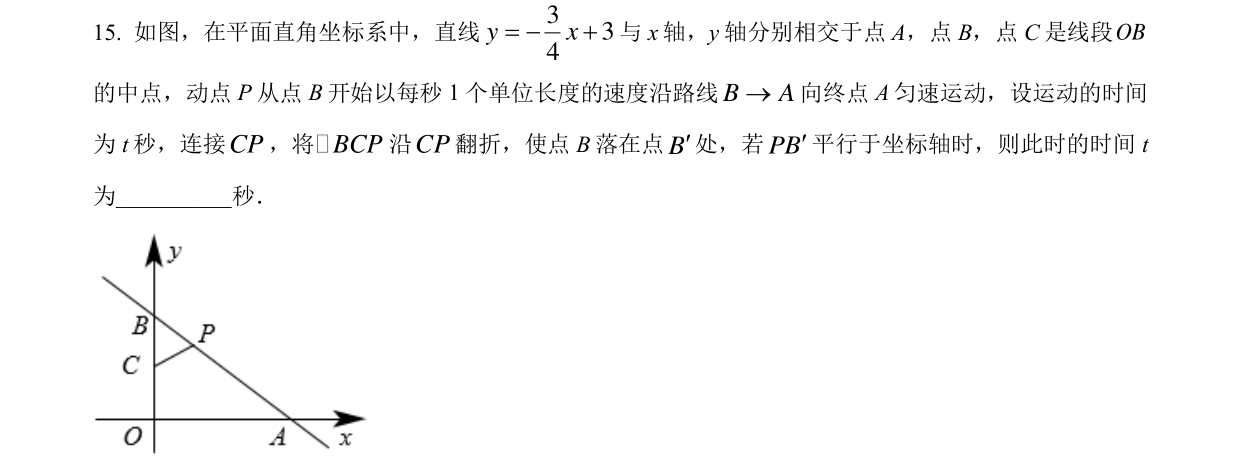 15. 如图，在平面直角坐标系中，直线 y = -3/4 x + 3 与 x 轴，y 轴分别相交于点 A，点 B，点 C 是线段 OB
的中点，动点 P 从点 B 开始以每秒 1 个单位长度的速度沿路线 B → A 向终点 A 匀速运动，设运动的时间
为 t 秒，连接 CP，将□BCP 沿 CP 翻折，使点 B 落在点 B′ 处，若 PB′ 平行于坐标轴时，则此时的时间 t
为__________秒．
y
B
P
C
O
A
x